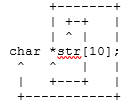 +-------+
| +-+ |
| ^ | |
char *str[10];
^ ^ | |
| +---+ |
+-----------+